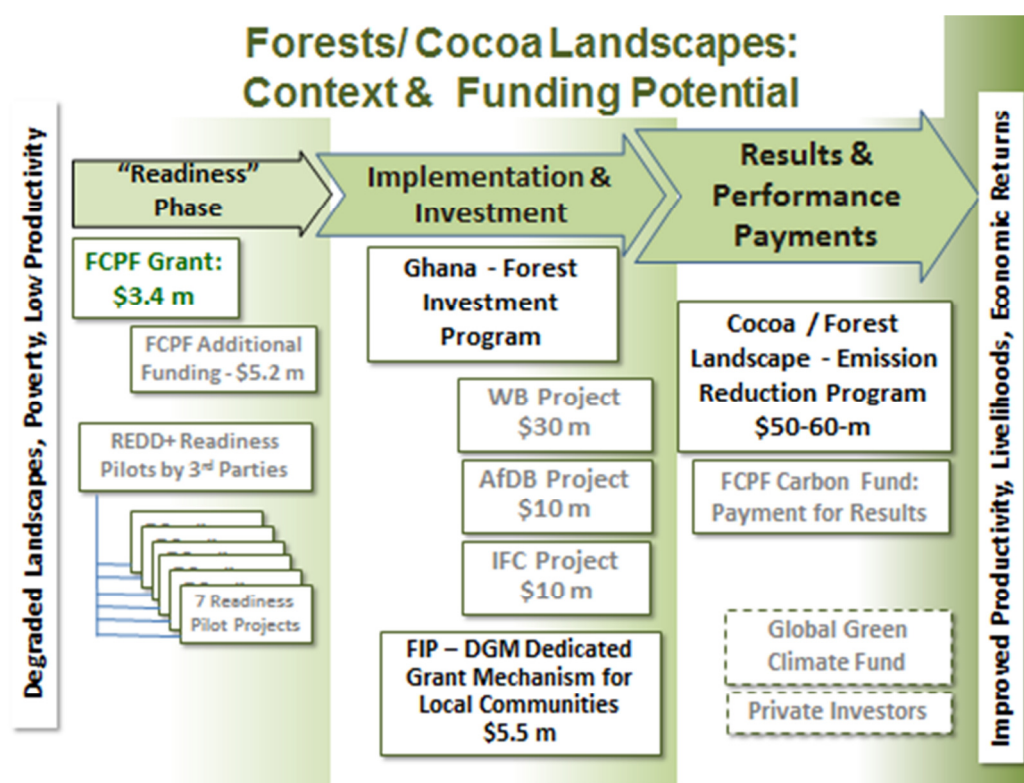 Forests/ Cocoa Landscapes:
Context & Funding Potential
Degraded Landscapes, Poverty, Low Productivity
"Readiness"
Phase
FCPF Grant:
$3.4 m
FCPF Additional
Funding - $5.2 m
REDD+ Readiness
Pilots by 3rd Parties
7 Readiness
Pilot Projects
Implementation &
Investment
Ghana - Forest
Investment
Program
WB Project
$30 m
AfDB Project
$10 m
IFC Project
$10 m
FIP – DGM Dedicated
Grant Mechanism for
Local Communities
$5.5 m
Results &
Performance
Payments
Cocoa / Forest
Landscape - Emission
Reduction Program
$50-60-m
FCPF Carbon Fund:
Payment for Results
Global Green
Climate Fund
Private Investors
Improved Productivity, Livelihoods, Economic Returns